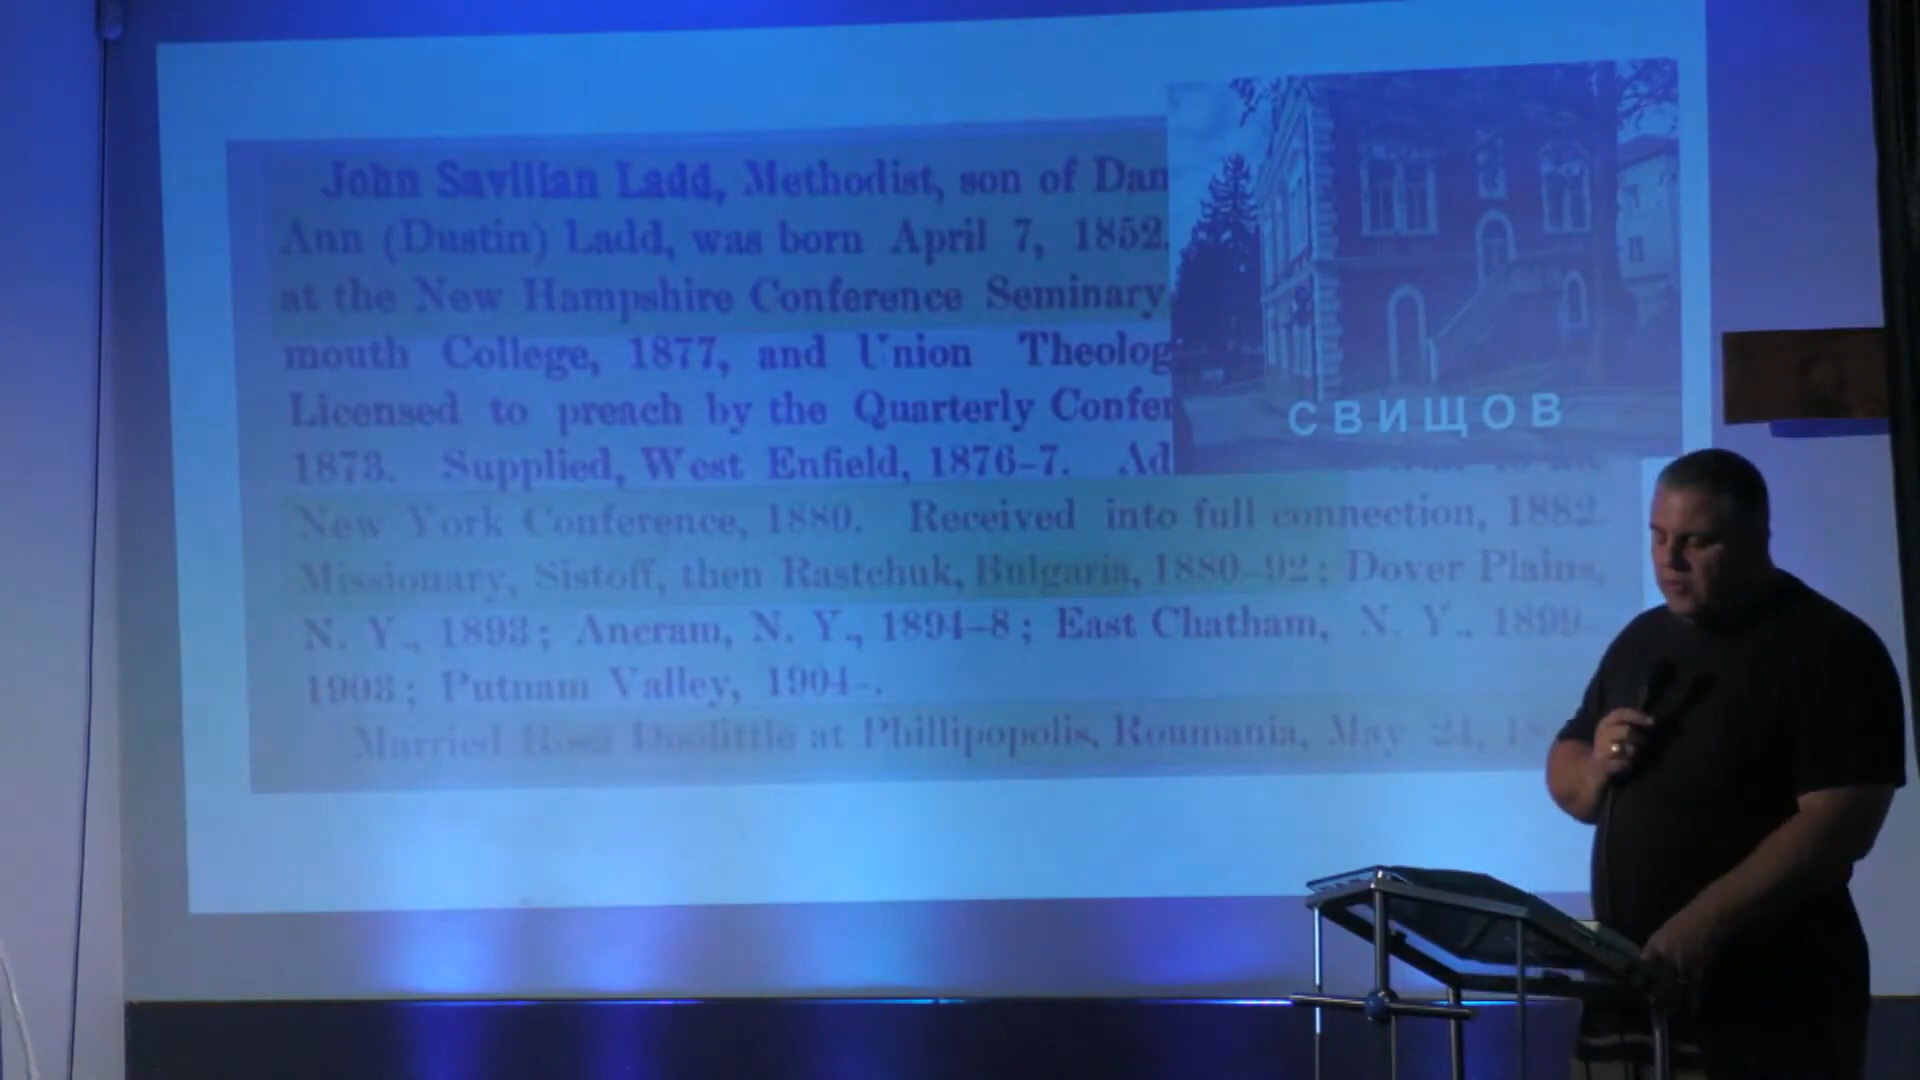 John Savilian Ladd, Methodist, son of Dan
Ann (Dustin) Ladd, was born April 7, 1852.
at the New Hampshire Conference Seminary
mouth College, 1877, and Union Theolog
Licensed to preach by the Quarterly Confer
1873. Supplied, West Enfield, 1876-7. Ad
New York Conference, 1880. Received into full connection, 1882.
Missionary, Sistoff, then Rastchuk, Bulgaria, 1880-92; Dover Plains,
N. Y., 1893; Ancram, N. Y., 1894-8; East Chatham, N. Y., 1899-
1903; Putnam Valley, 1904-.
Married Rosa Doolittle at Phillipopolis, Roumania, May 24, 18
СВИЩОВ